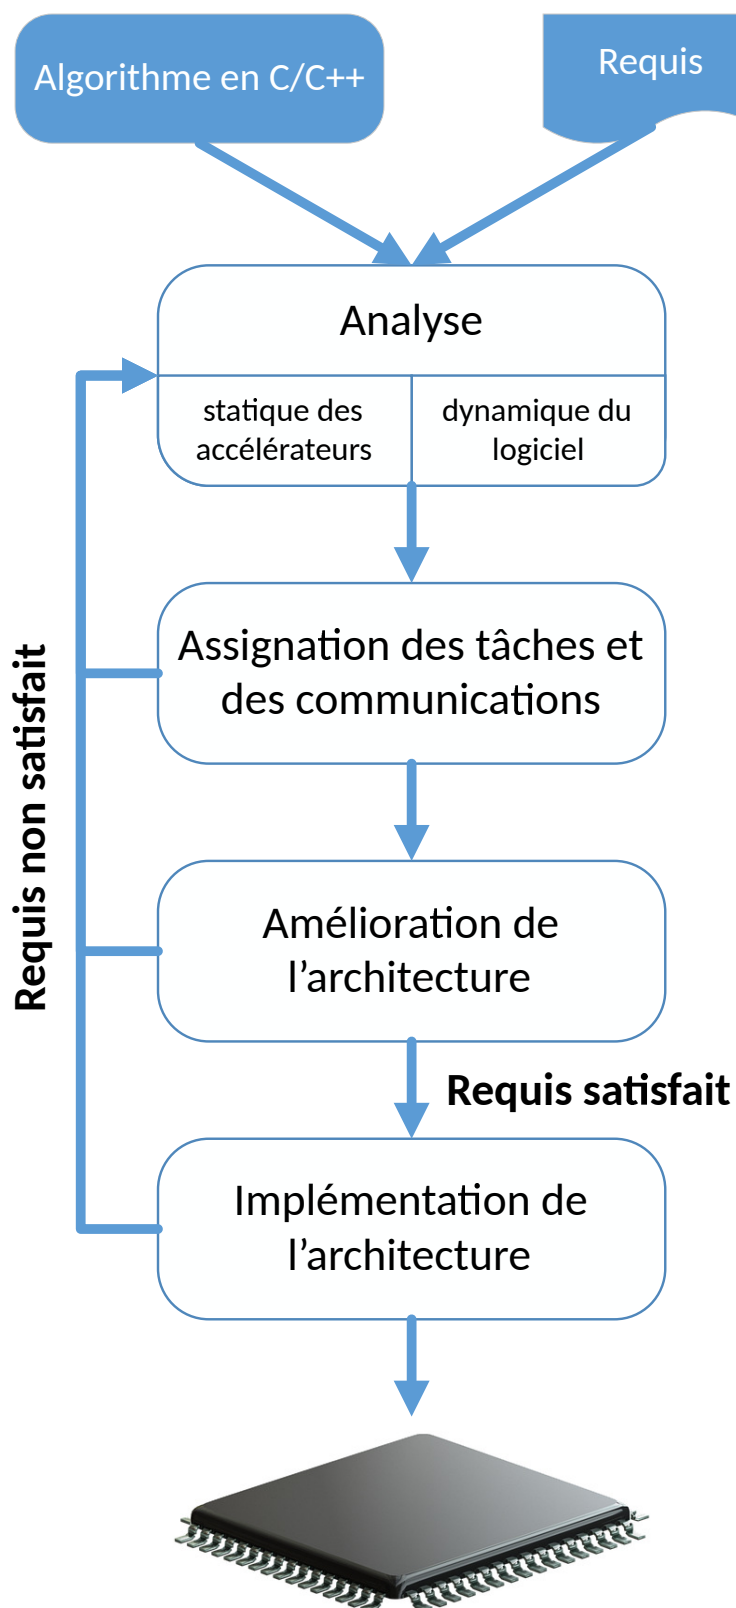 Algorithme en C/C++
Requis
Analyse
statique des
accélérateurs
dynamique du
logiciel
Assignation des tâches et
des communications
Requis non satisfait
Amélioration de
l’architecture
Requis satisfait
Implémentation de
l’architecture